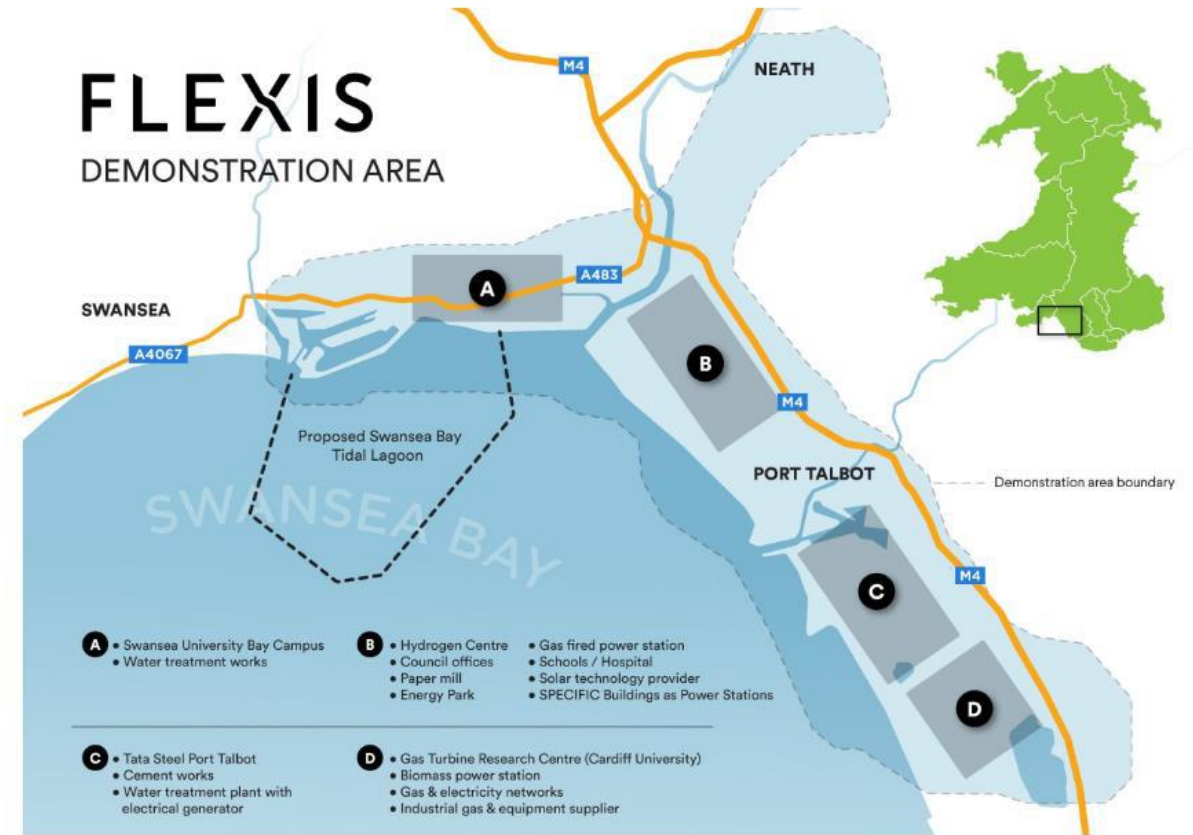 FLEXIS
DEMONSTRATION AREA
M4
NEATH
SWANSEA
A
A483
A4067
B
M4
Proposed Swansea Bay
Tidal Lagoon
PORT TALBOT
Demonstration area boundary
SWANSEA BAY
M4
C
D
A
• Swansea University Bay Campus
• Water treatment works
B
• Hydrogen Centre
• Council offices
• Paper mill
• Energy Park
• Gas fired power station
• Schools / Hospital
• Solar technology provider
• SPECIFIC Buildings as Power Stations
C
• Tata Steel Port Talbot
• Cement works
• Water treatment plant with
electrical generator
D
• Gas Turbine Research Centre (Cardiff University)
• Biomass power station
• Gas & electricity networks
• Industrial gas & equipment supplier